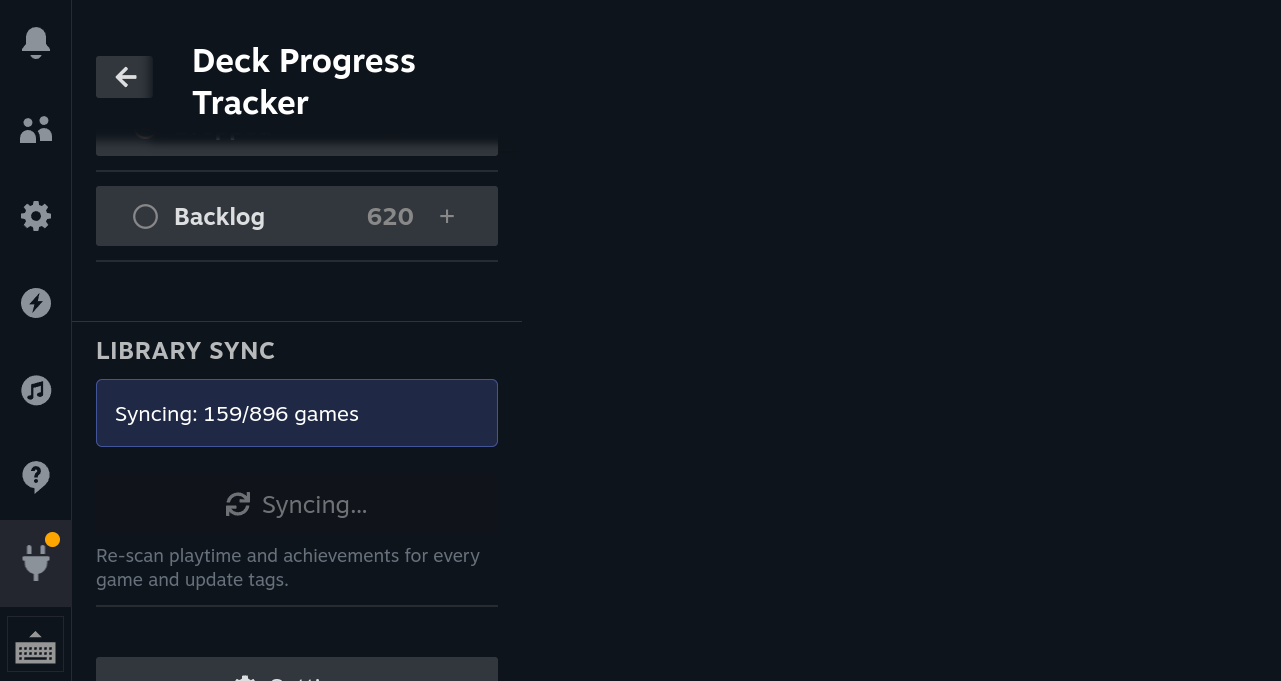 Deck Progress
Tracker
Backlog 620 +
LIBRARY SYNC
Syncing: 159/896 games
Syncing...
Re-scan playtime and achievements for every
game and update tags.